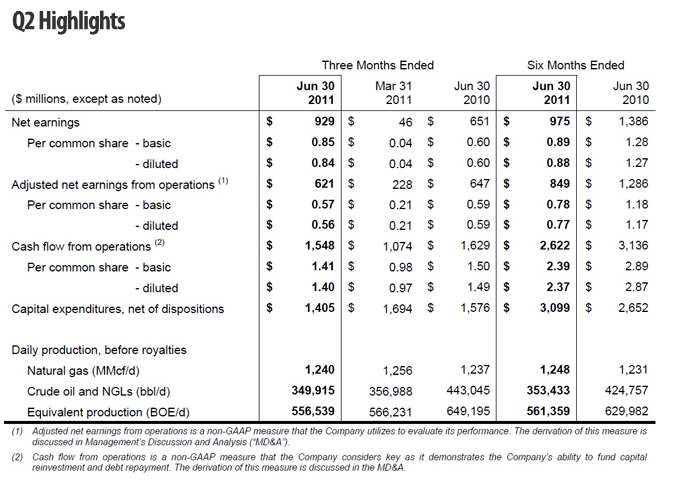 Q2 Highlights
Three Months Ended Six Months Ended
Jun 30 Mar 31 Jun 30 Jun 30 Jun 30
($ millions, except as noted) 2011 2011 2010 2011 2010
Net earnings $ 929 $ 46 $ 651 $ 975 $ 1,386
Per common share - basic $ 0.85 $ 0.04 $ 0.60 $ 0.89 $ 1.28
- diluted $ 0.84 $ 0.04 $ 0.60 $ 0.88 $ 1.27
Adjusted net earnings from operations (1) $ 621 $ 228 $ 647 $ 849 $ 1,286
Per common share - basic $ 0.57 $ 0.21 $ 0.59 $ 0.78 $ 1.18
- diluted $ 0.56 $ 0.21 $ 0.59 $ 0.77 $ 1.17
Cash flow from operations (2) $ 1,548 $ 1,074 $ 1,629 $ 2,622 $ 3,136
Per common share - basic $ 1.41 $ 0.98 $ 1.50 $ 2.39 $ 2.89
- diluted $ 1.40 $ 0.97 $ 1.49 $ 2.37 $ 2.87
Capital expenditures, net of dispositions $ 1,405 $ 1,694 $ 1,576 $ 3,099 $ 2,652
Daily production, before royalties
Natural gas (MMcf/d) 1,240 1,256 1,237 1,248 1,231
Crude oil and NGLs (bbl/d) 349,915 356,988 443,045 353,433 424,757
Equivalent production (BOE/d) 556,539 566,231 649,195 561,359 629,982
(1) Adjusted net earnings from operations is a non-GAAP measure that the Company utilizes to evaluate its performance. The derivation of this measure is
discussed in Management's Discussion and Analysis ("MD&A").
(2) Cash flow from operations is a non-GAAP measure that the Company considers key as it demonstrates the Company's ability to fund capital
reinvestment and debt repayment. The derivation of this measure is discussed in the MD&A.